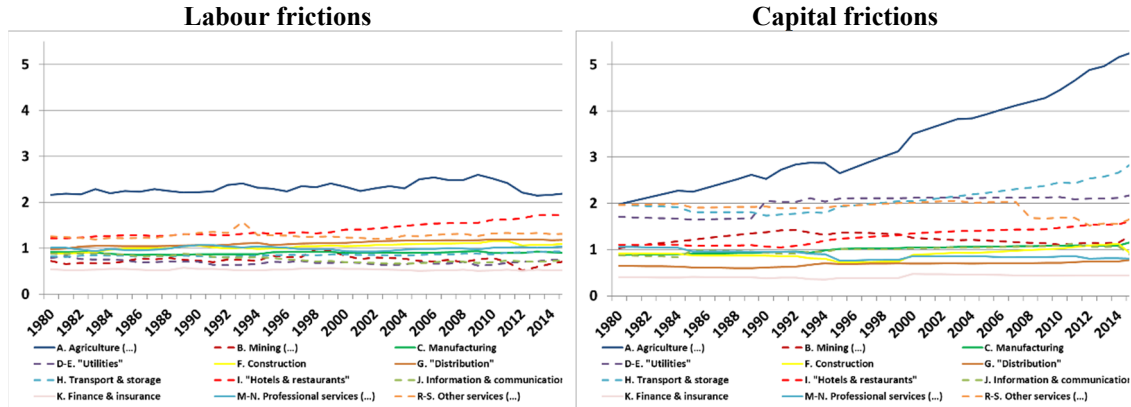 Labour frictions
5
4
3
2
1
0
1980 1982 1984 1986 1988 1990 1992 1994 1996 1998 2000 2002 2004 2006 2008 2010 2012 2014
A. Agriculture (...) B. Mining (...) C. Manufacturing
D-E. "Utilities" F. Construction G. "Distribution"
H. Transport & storage I. "Hotels & restaurants" J. Information & communication
K. Finance & insurance M-N. Professional services (...) R-S. Other services (...)
Capital frictions
5
4
3
2
1
0
1980 1982 1984 1986 1988 1990 1992 1994 1996 1998 2000 2002 2004 2006 2008 2010 2012 2014
A. Agriculture (...) B. Mining (...) C. Manufacturing
D-E. "Utilities" F. Construction G. "Distribution"
H. Transport & storage I. "Hotels & restaurants" J. Information & communication
K. Finance & insurance M-N. Professional services (...) R-S. Other services (...)